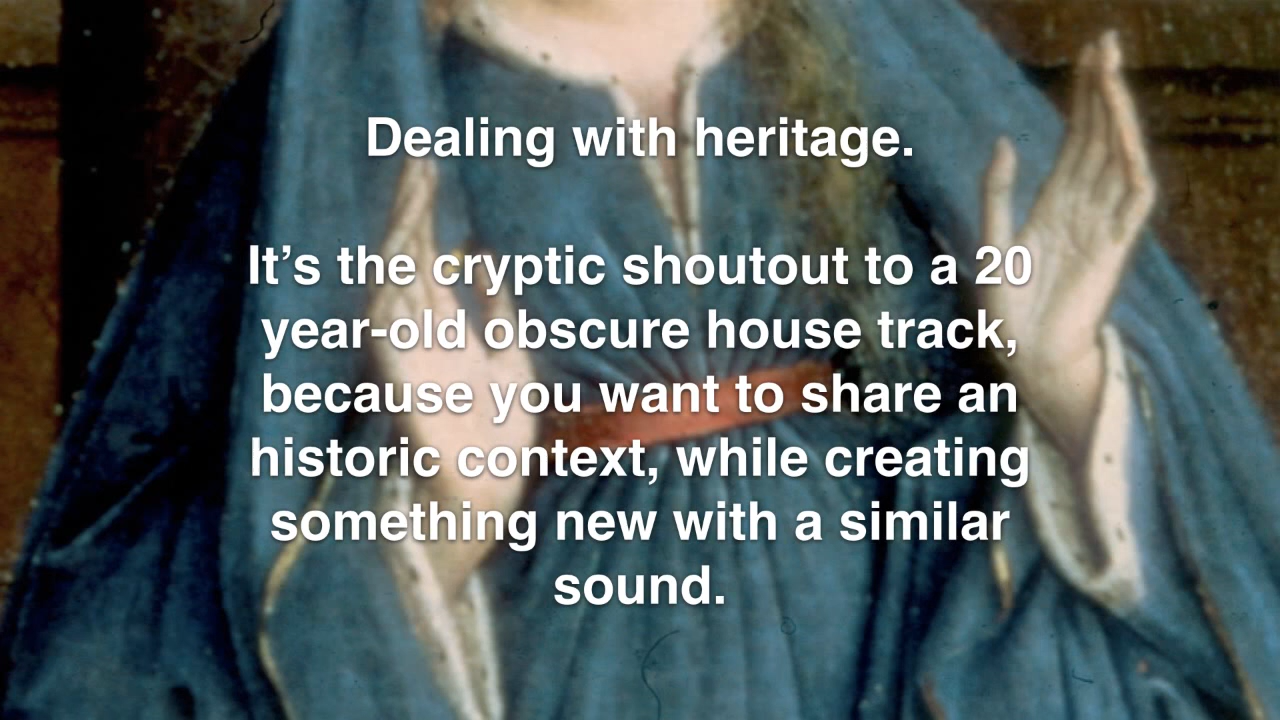 Dealing with heritage.
It’s the cryptic shoutout to a 20
year-old obscure house track,
because you want to share an
historic context, while creating
something new with a similar
sound.